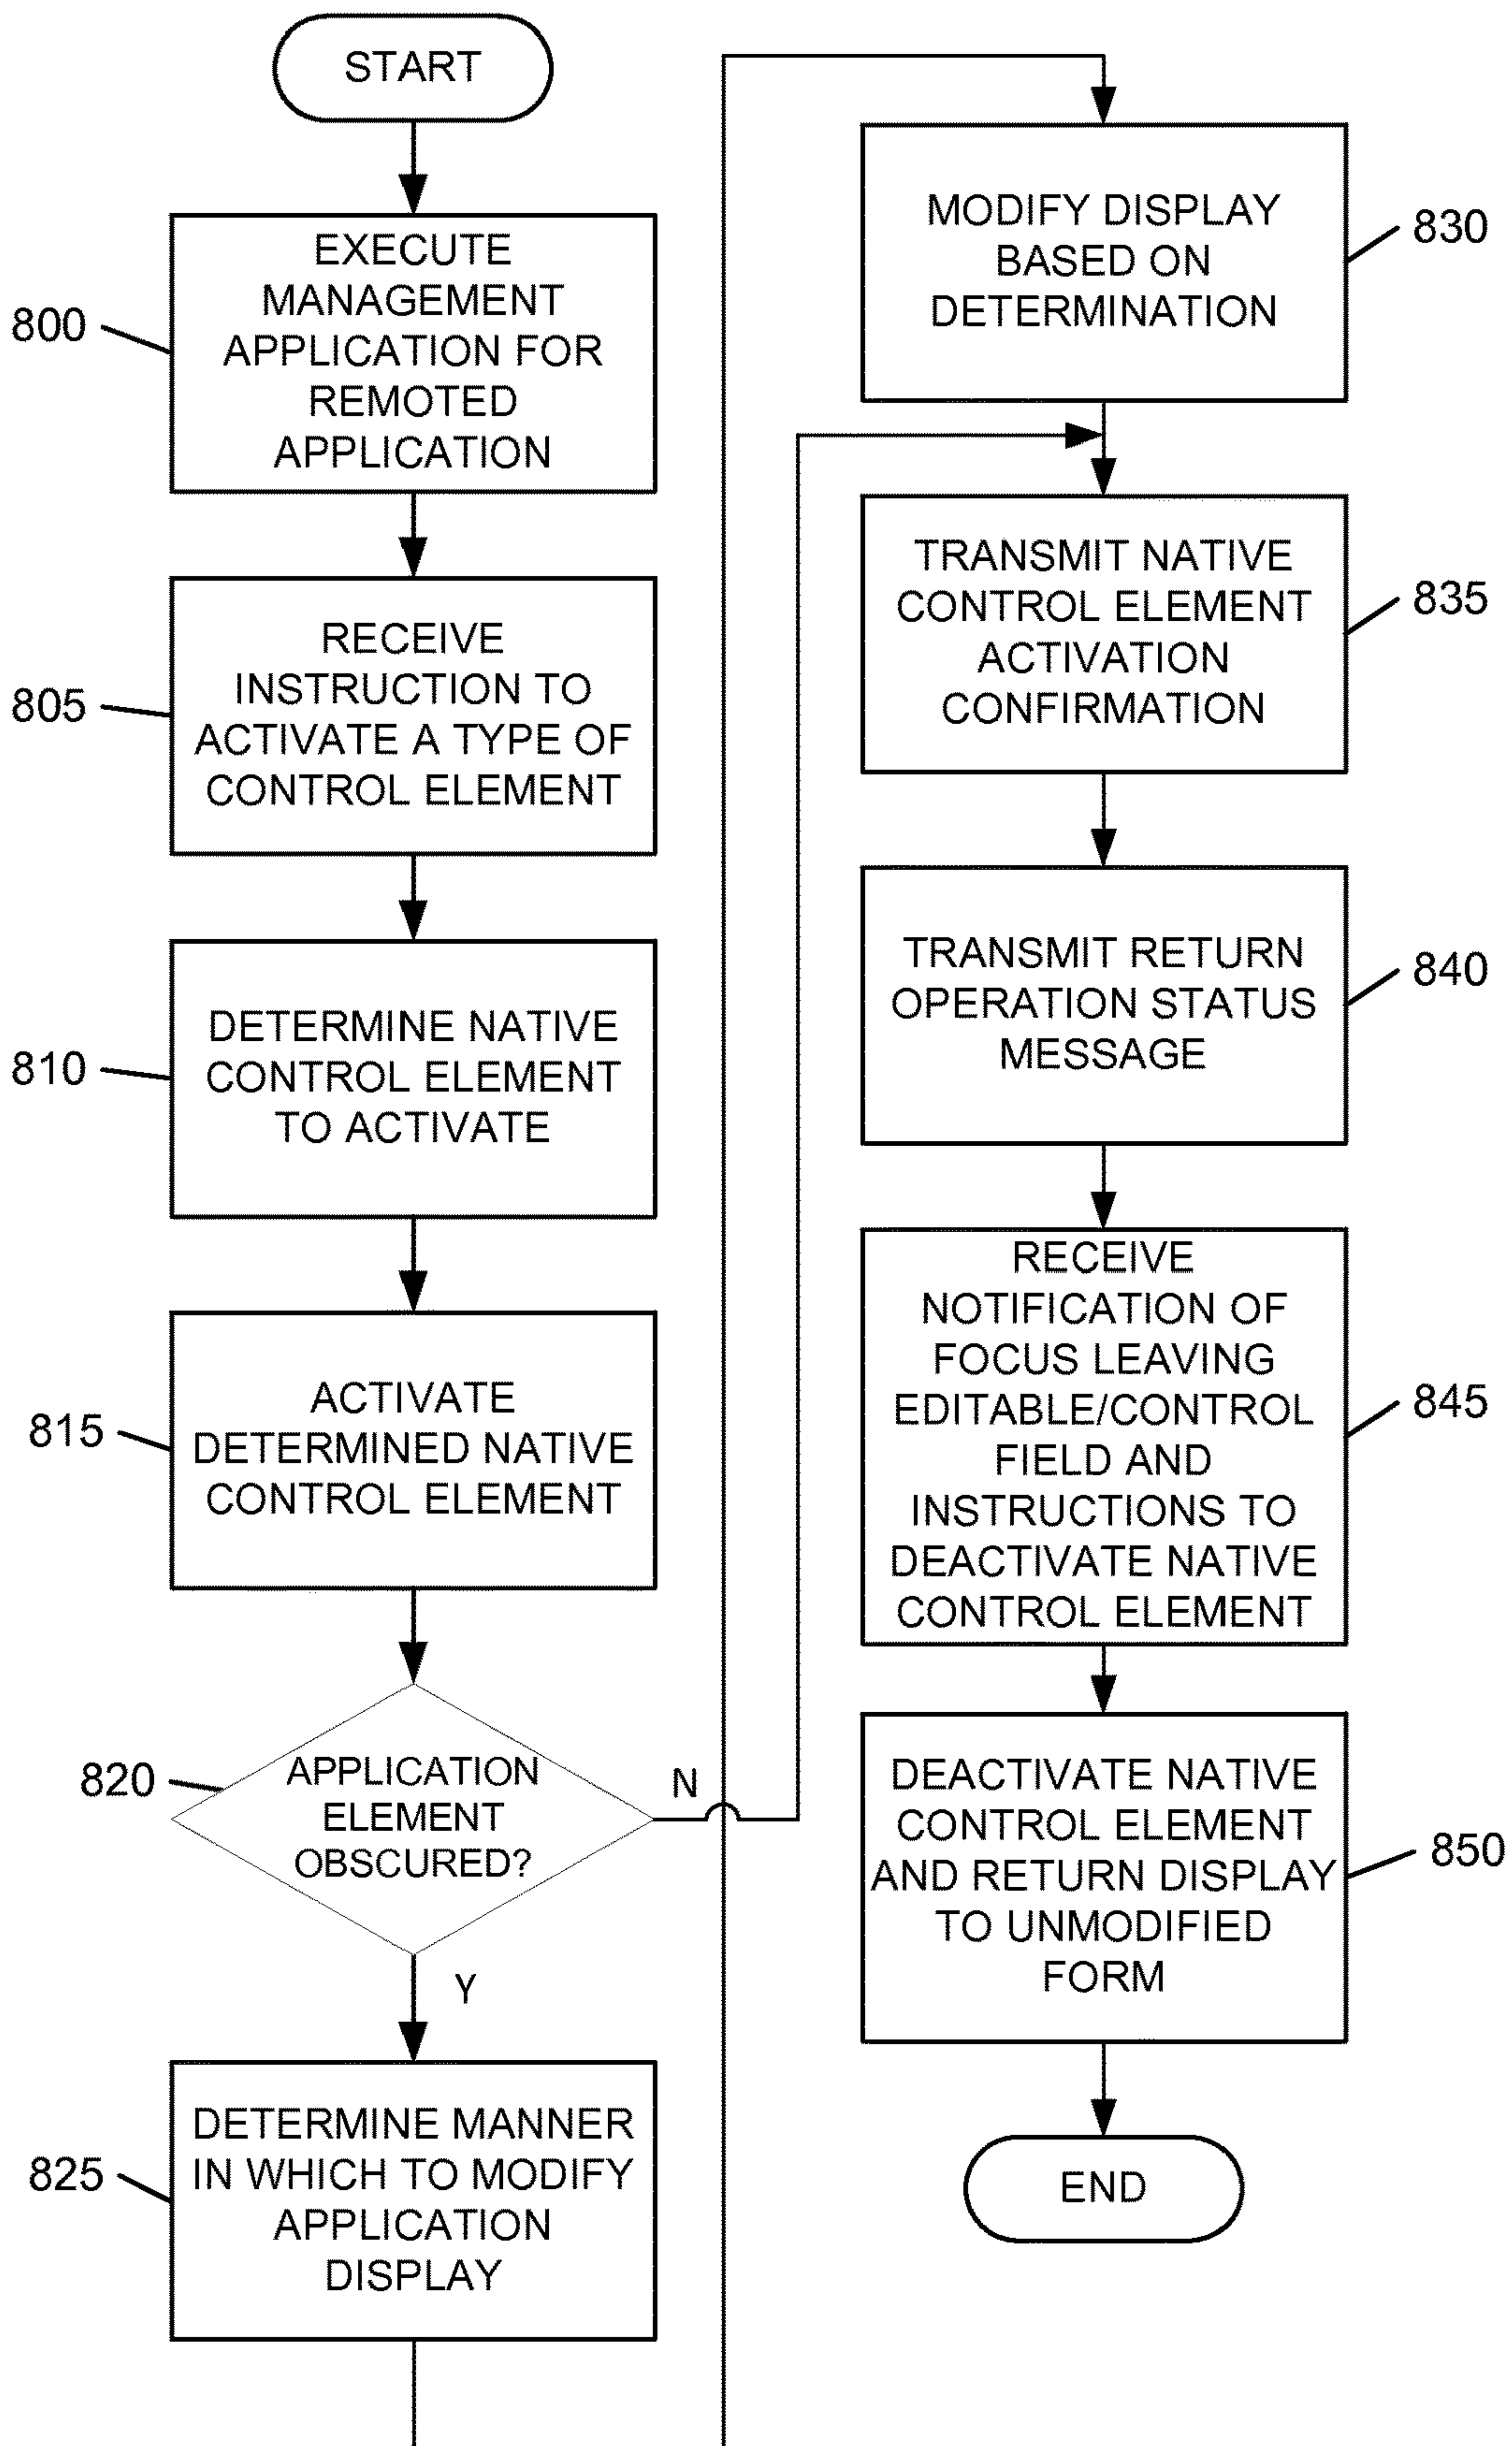 START
800
EXECUTE
MANAGEMENT
APPLICATION FOR
REMOTED
APPLICATION
805
RECEIVE
INSTRUCTION TO
ACTIVATE A TYPE OF
CONTROL ELEMENT
810
DETERMINE NATIVE
CONTROL ELEMENT
TO ACTIVATE
815
ACTIVATE
DETERMINED NATIVE
CONTROL ELEMENT
820
APPLICATION
ELEMENT
OBSCURED?
N
Y
825
DETERMINE MANNER
IN WHICH TO MODIFY
APPLICATION
DISPLAY
MODIFY DISPLAY
BASED ON
DETERMINATION
830
TRANSMIT NATIVE
CONTROL ELEMENT
ACTIVATION
CONFIRMATION
835
TRANSMIT RETURN
OPERATION STATUS
MESSAGE
840
RECEIVE
NOTIFICATION OF
FOCUS LEAVING
EDITABLE/CONTROL
FIELD AND
INSTRUCTIONS TO
DEACTIVATE NATIVE
CONTROL ELEMENT
845
DEACTIVATE NATIVE
CONTROL ELEMENT
AND RETURN DISPLAY
TO UNMODIFIED
FORM
850
END